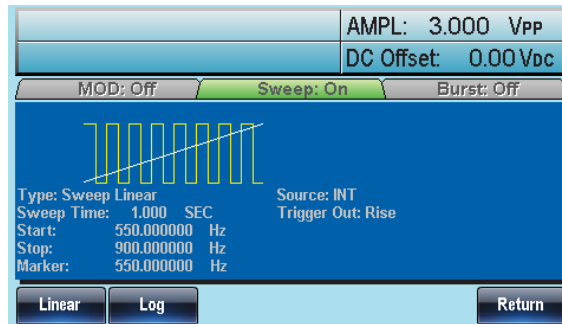 AMPL: 3.000 VPP
DC Offset: 0.00 VDC
MOD: Off Sweep: On Burst: Off
Type: Sweep Linear Source: INT
Sweep Time: 1.000 SEC Trigger Out: Rise
Start: 550.000000 Hz
Stop: 900.000000 Hz
Marker: 550.000000 Hz
Linear Log Return